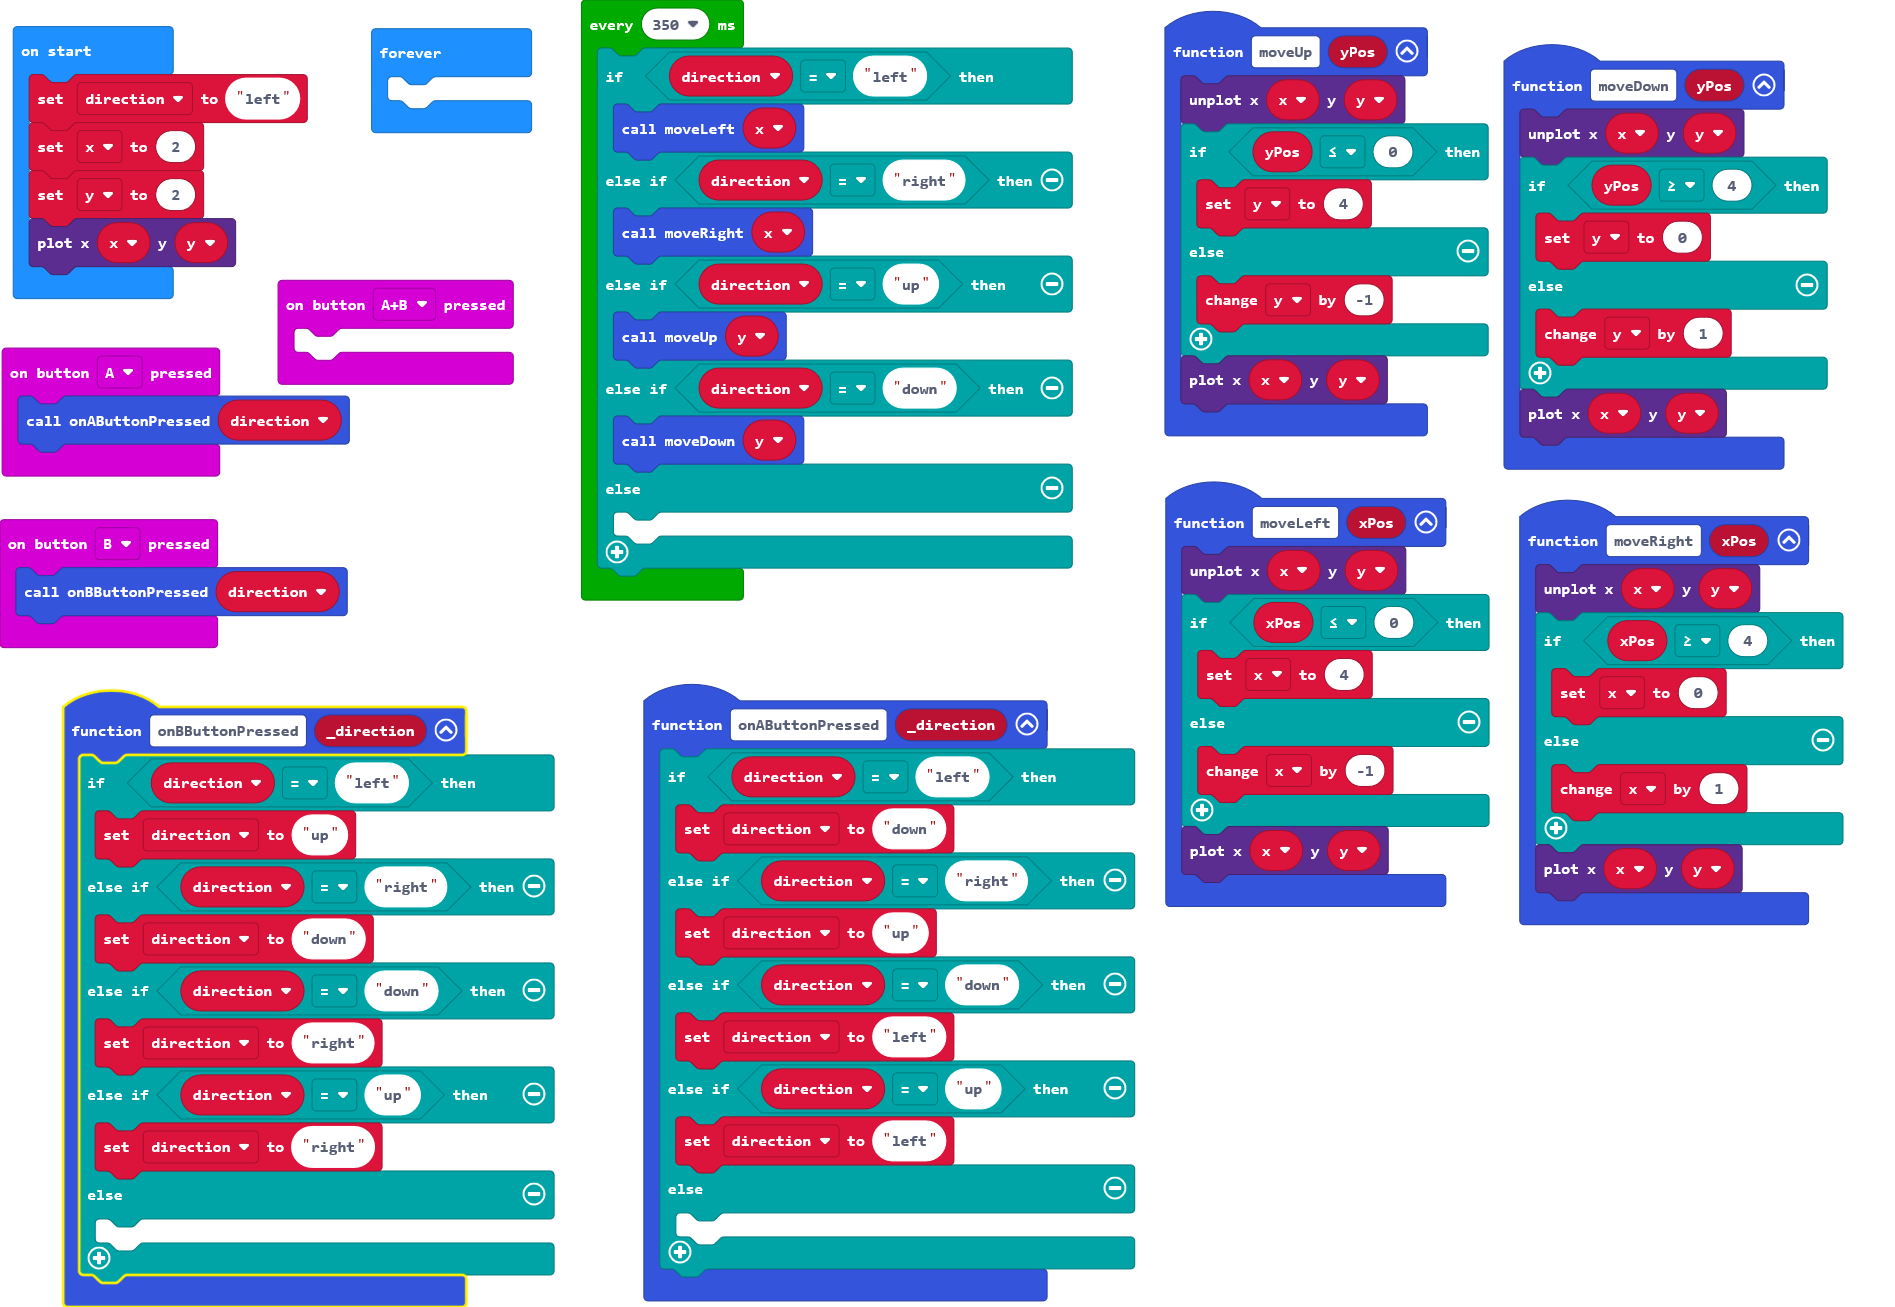 on start
set direction to "left"
set x to 2
set y to 2
plot x x y y
forever
on button A+B pressed
on button A pressed
call onAButtonPressed direction
on button B pressed
call onBButtonPressed direction
every 350 ms
if direction = "left" then
call moveLeft x
else if direction = "right" then
call moveRight x
else if direction = "up" then
call moveUp y
else if direction = "down" then
call moveDown y
else
function moveUp yPos
unplot x x y y
if yPos ≤ 0 then
set y to 4
else
change y by -1
plot x x y y
function moveDown yPos
unplot x x y y
if yPos ≥ 4 then
set y to 0
else
change y by 1
plot x x y y
function moveLeft xPos
unplot x x y y
if xPos ≤ 0 then
set x to 4
else
change x by -1
plot x x y y
function moveRight xPos
unplot x x y y
if xPos ≥ 4 then
set x to 0
else
change x by 1
plot x x y y
function onBButtonPressed _direction
if direction = "left" then
set direction to "up"
else if direction = "right" then
set direction to "down"
else if direction = "down" then
set direction to "right"
else if direction = "up" then
set direction to "right"
else
function onAButtonPressed _direction
if direction = "left" then
set direction to "down"
else if direction = "right" then
set direction to "up"
else if direction = "down" then
set direction to "left"
else if direction = "up" then
set direction to "left"
else